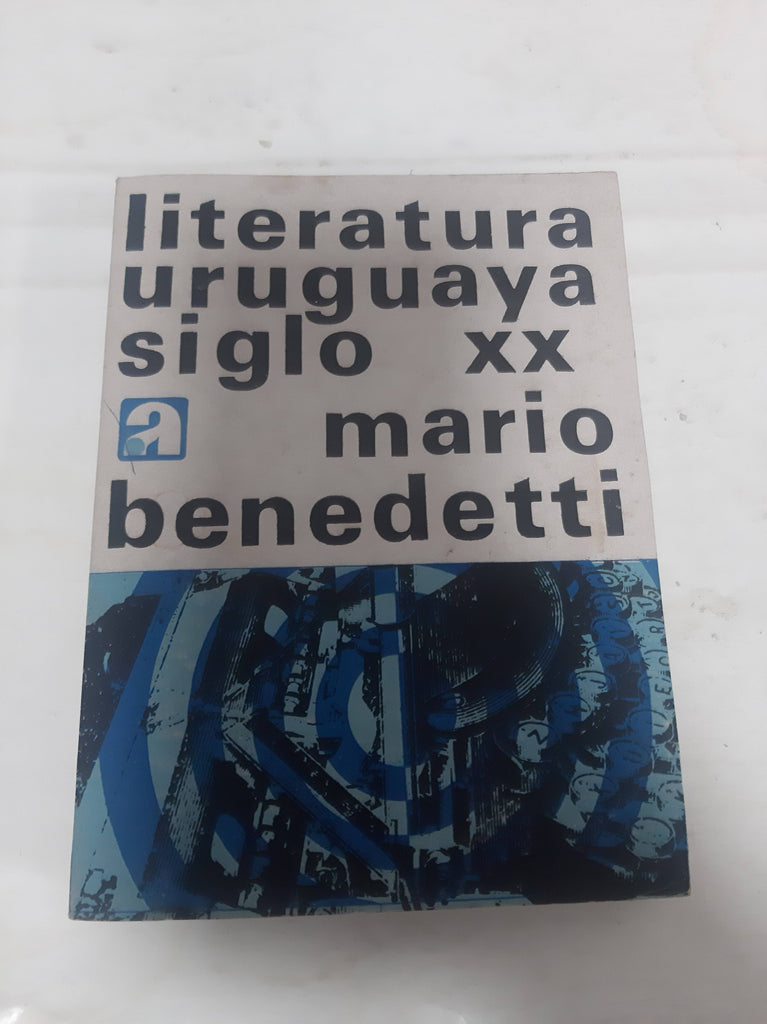 literatura
uruguaya
siglo xx
a mario
benedetti